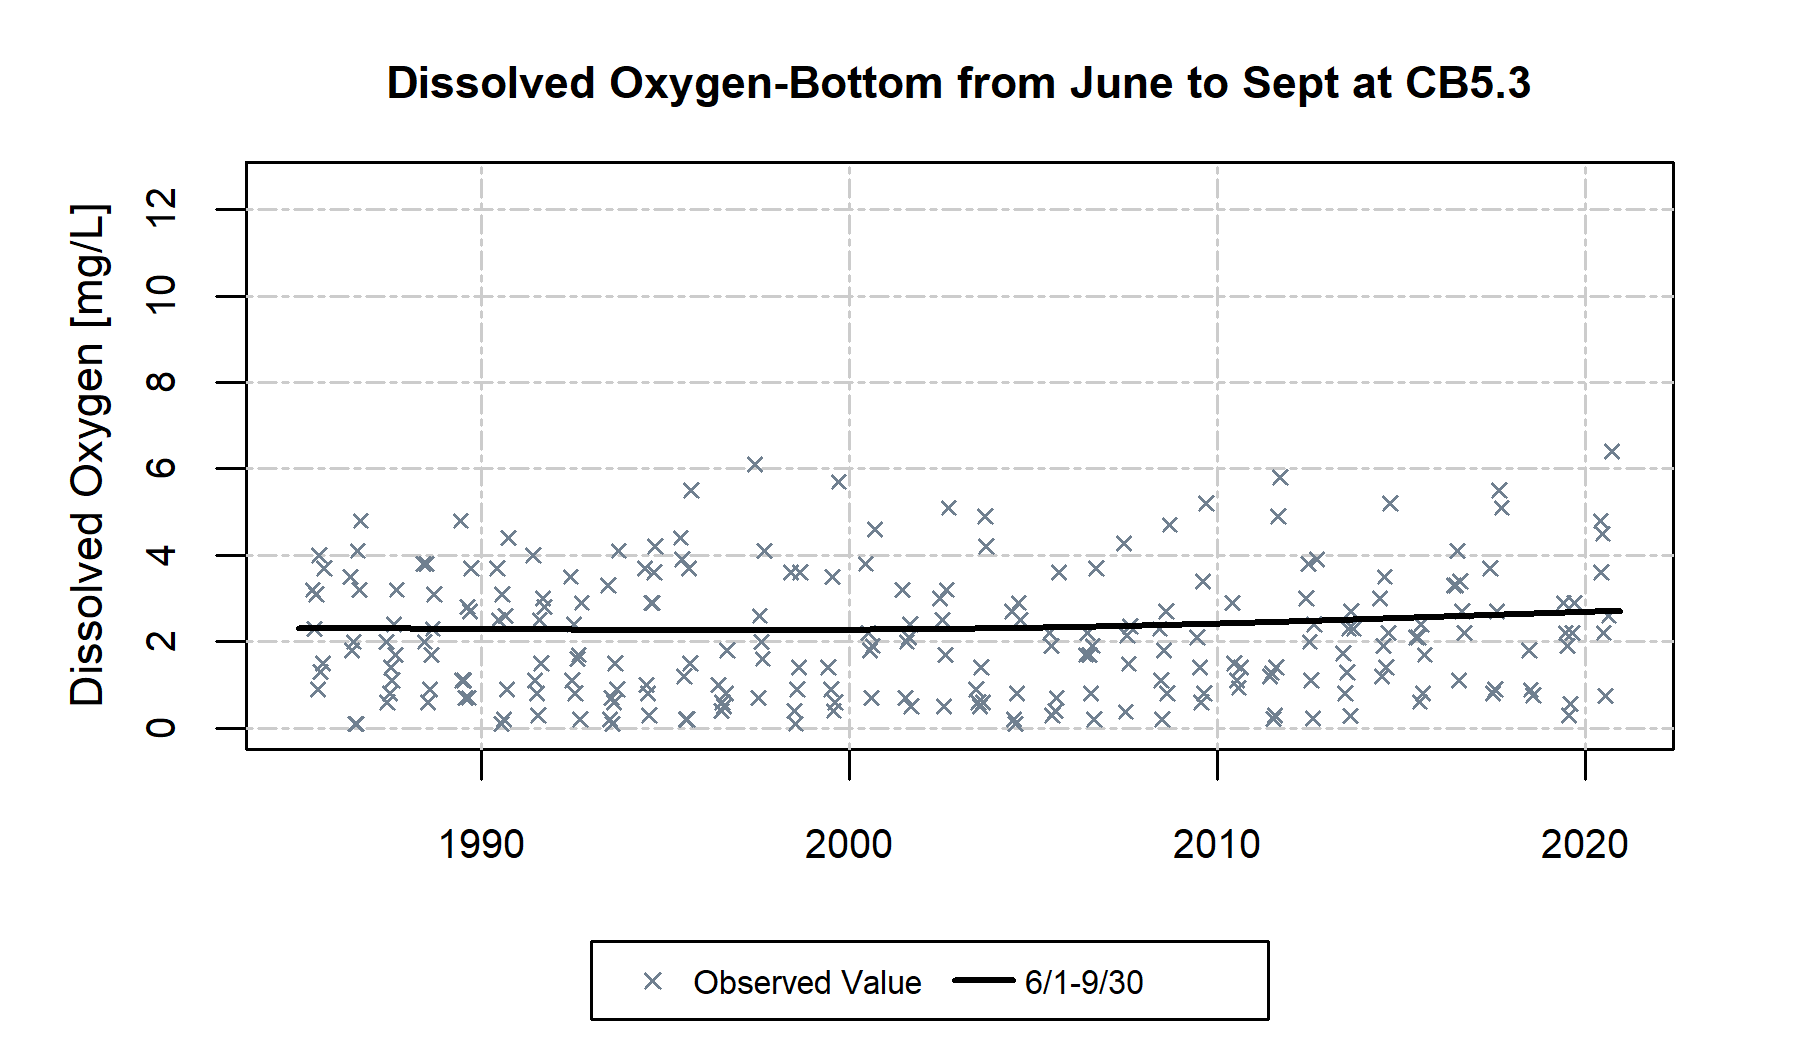 Dissolved Oxygen-Bottom from June to Sept at CB5.3
Dissolved Oxygen [mg/L]
12
10
8
6
4
2
0
1990 2000 2010 2020
Observed Value 6/1-9/30